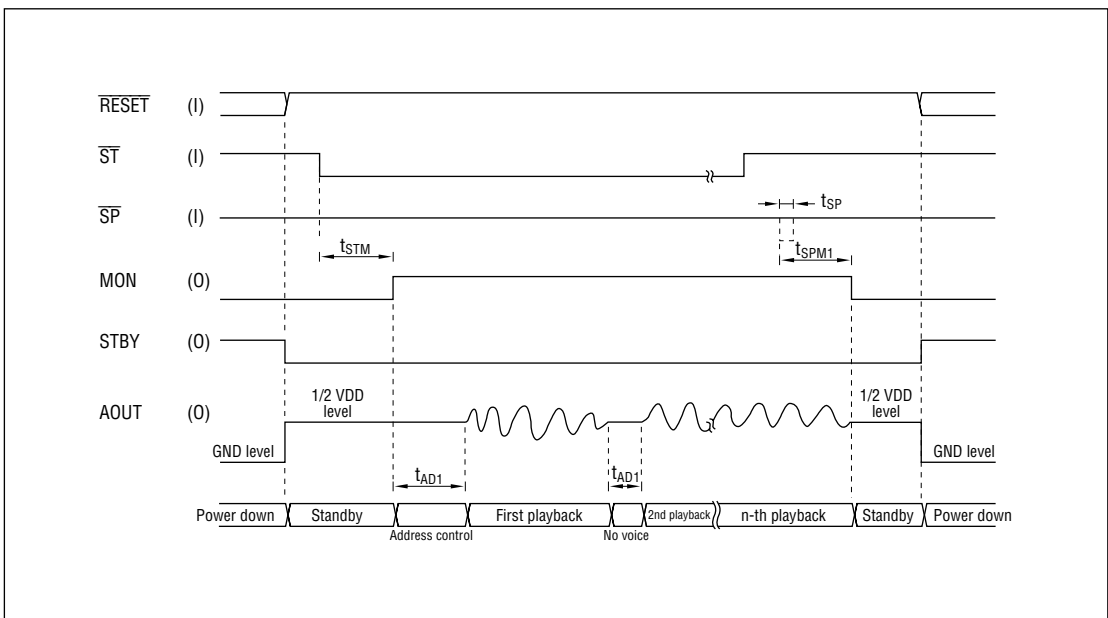 RESET (I)
ST (I)
SP (I)
tSP
tSTM
tSPM1
MON (O)
STBY (O)
AOUT (O)
1/2 VDD level
1/2 VDD level
GND level
GND level
tAD1
tAD1
Power down
Standby
First playback
2nd playback
n-th playback
Standby
Power down
Address control
No voice